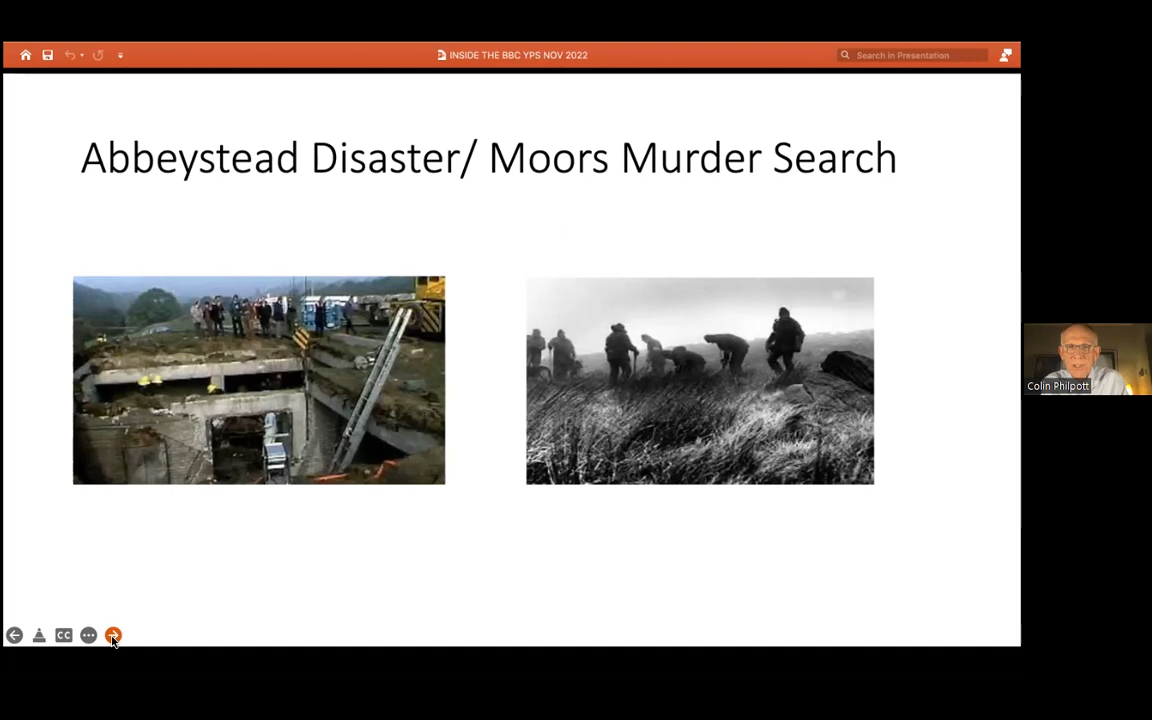 INSIDE THE BBC YPS NOV 2022
Search in Presentation
Abbeystead Disaster/ Moors Murder Search
Colin Philpott
CC